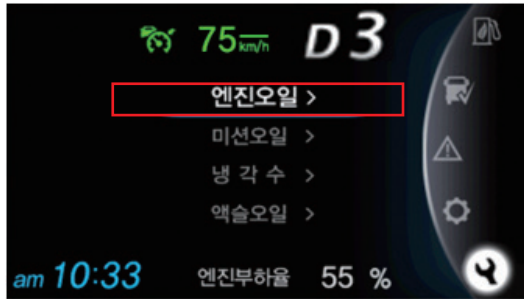 75 km/h D 3
엔진오일 >
미션오일 >
냉 각 수 >
액슬오일 >
am 10:33 엔진부하율 55 %